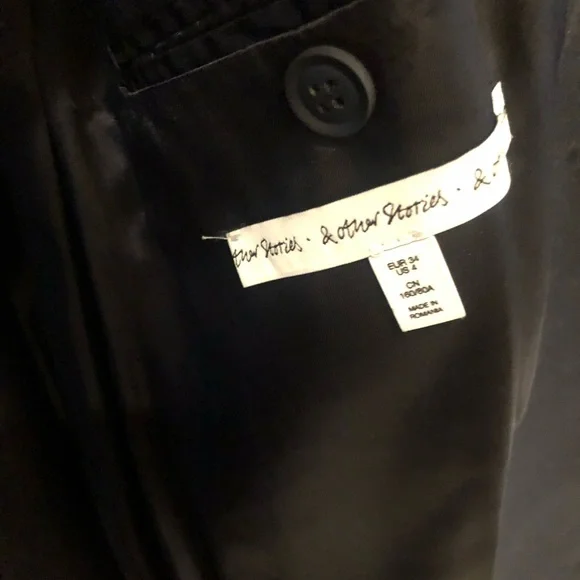 ther Stories · & Other Stories · &
EUR 34
US 4
CN
160/80A
MADE IN
ROMANIA